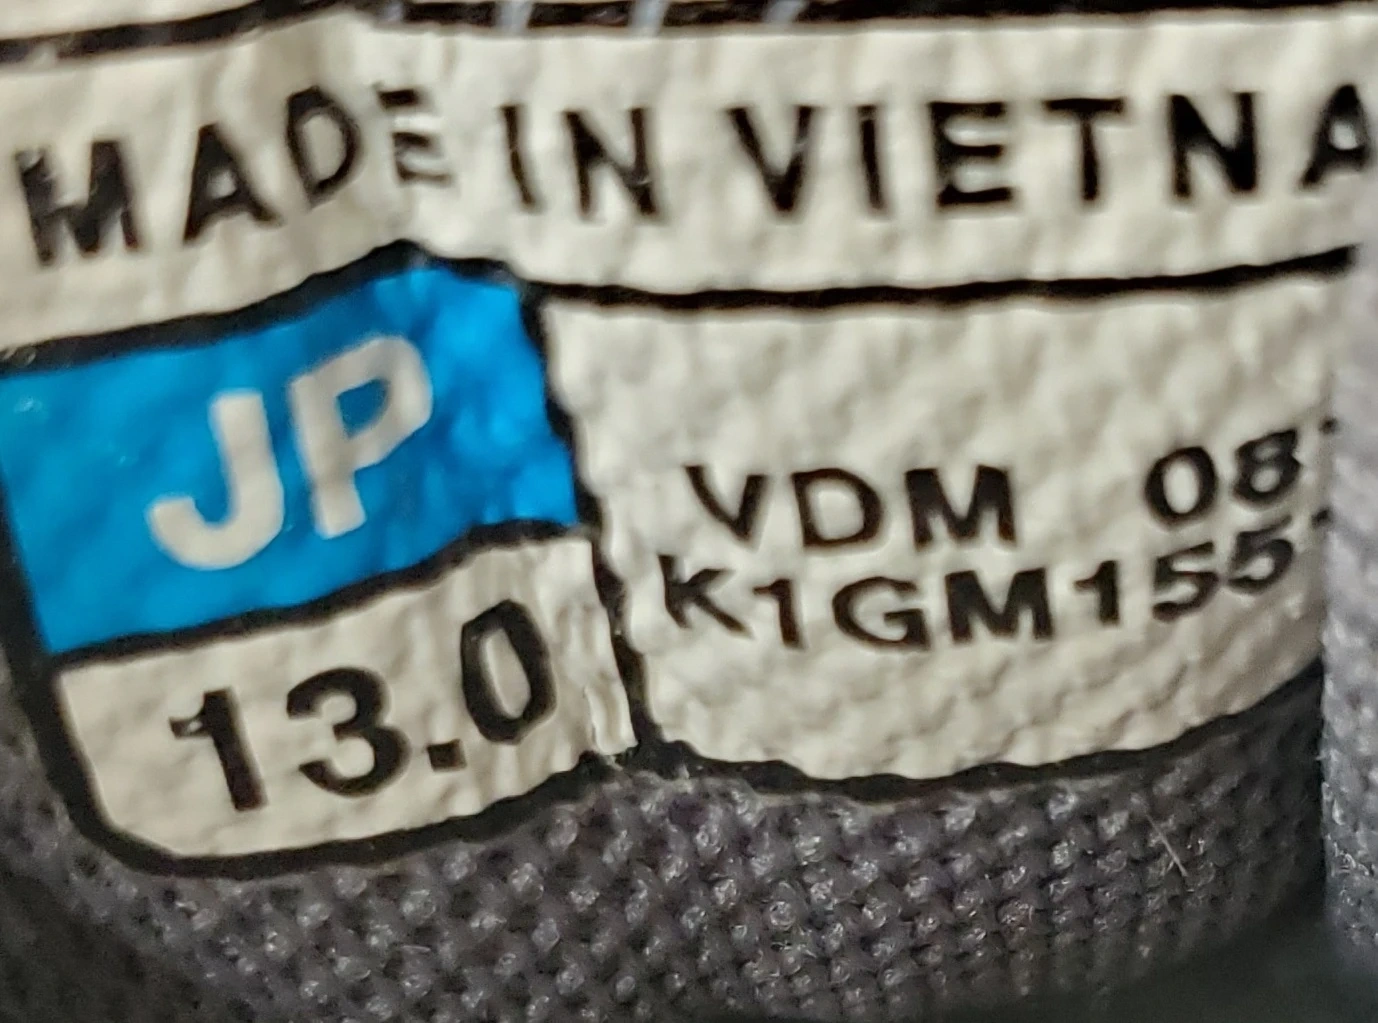 MADE IN VIETNA
JP
13.0
VDM 08
K1GM155